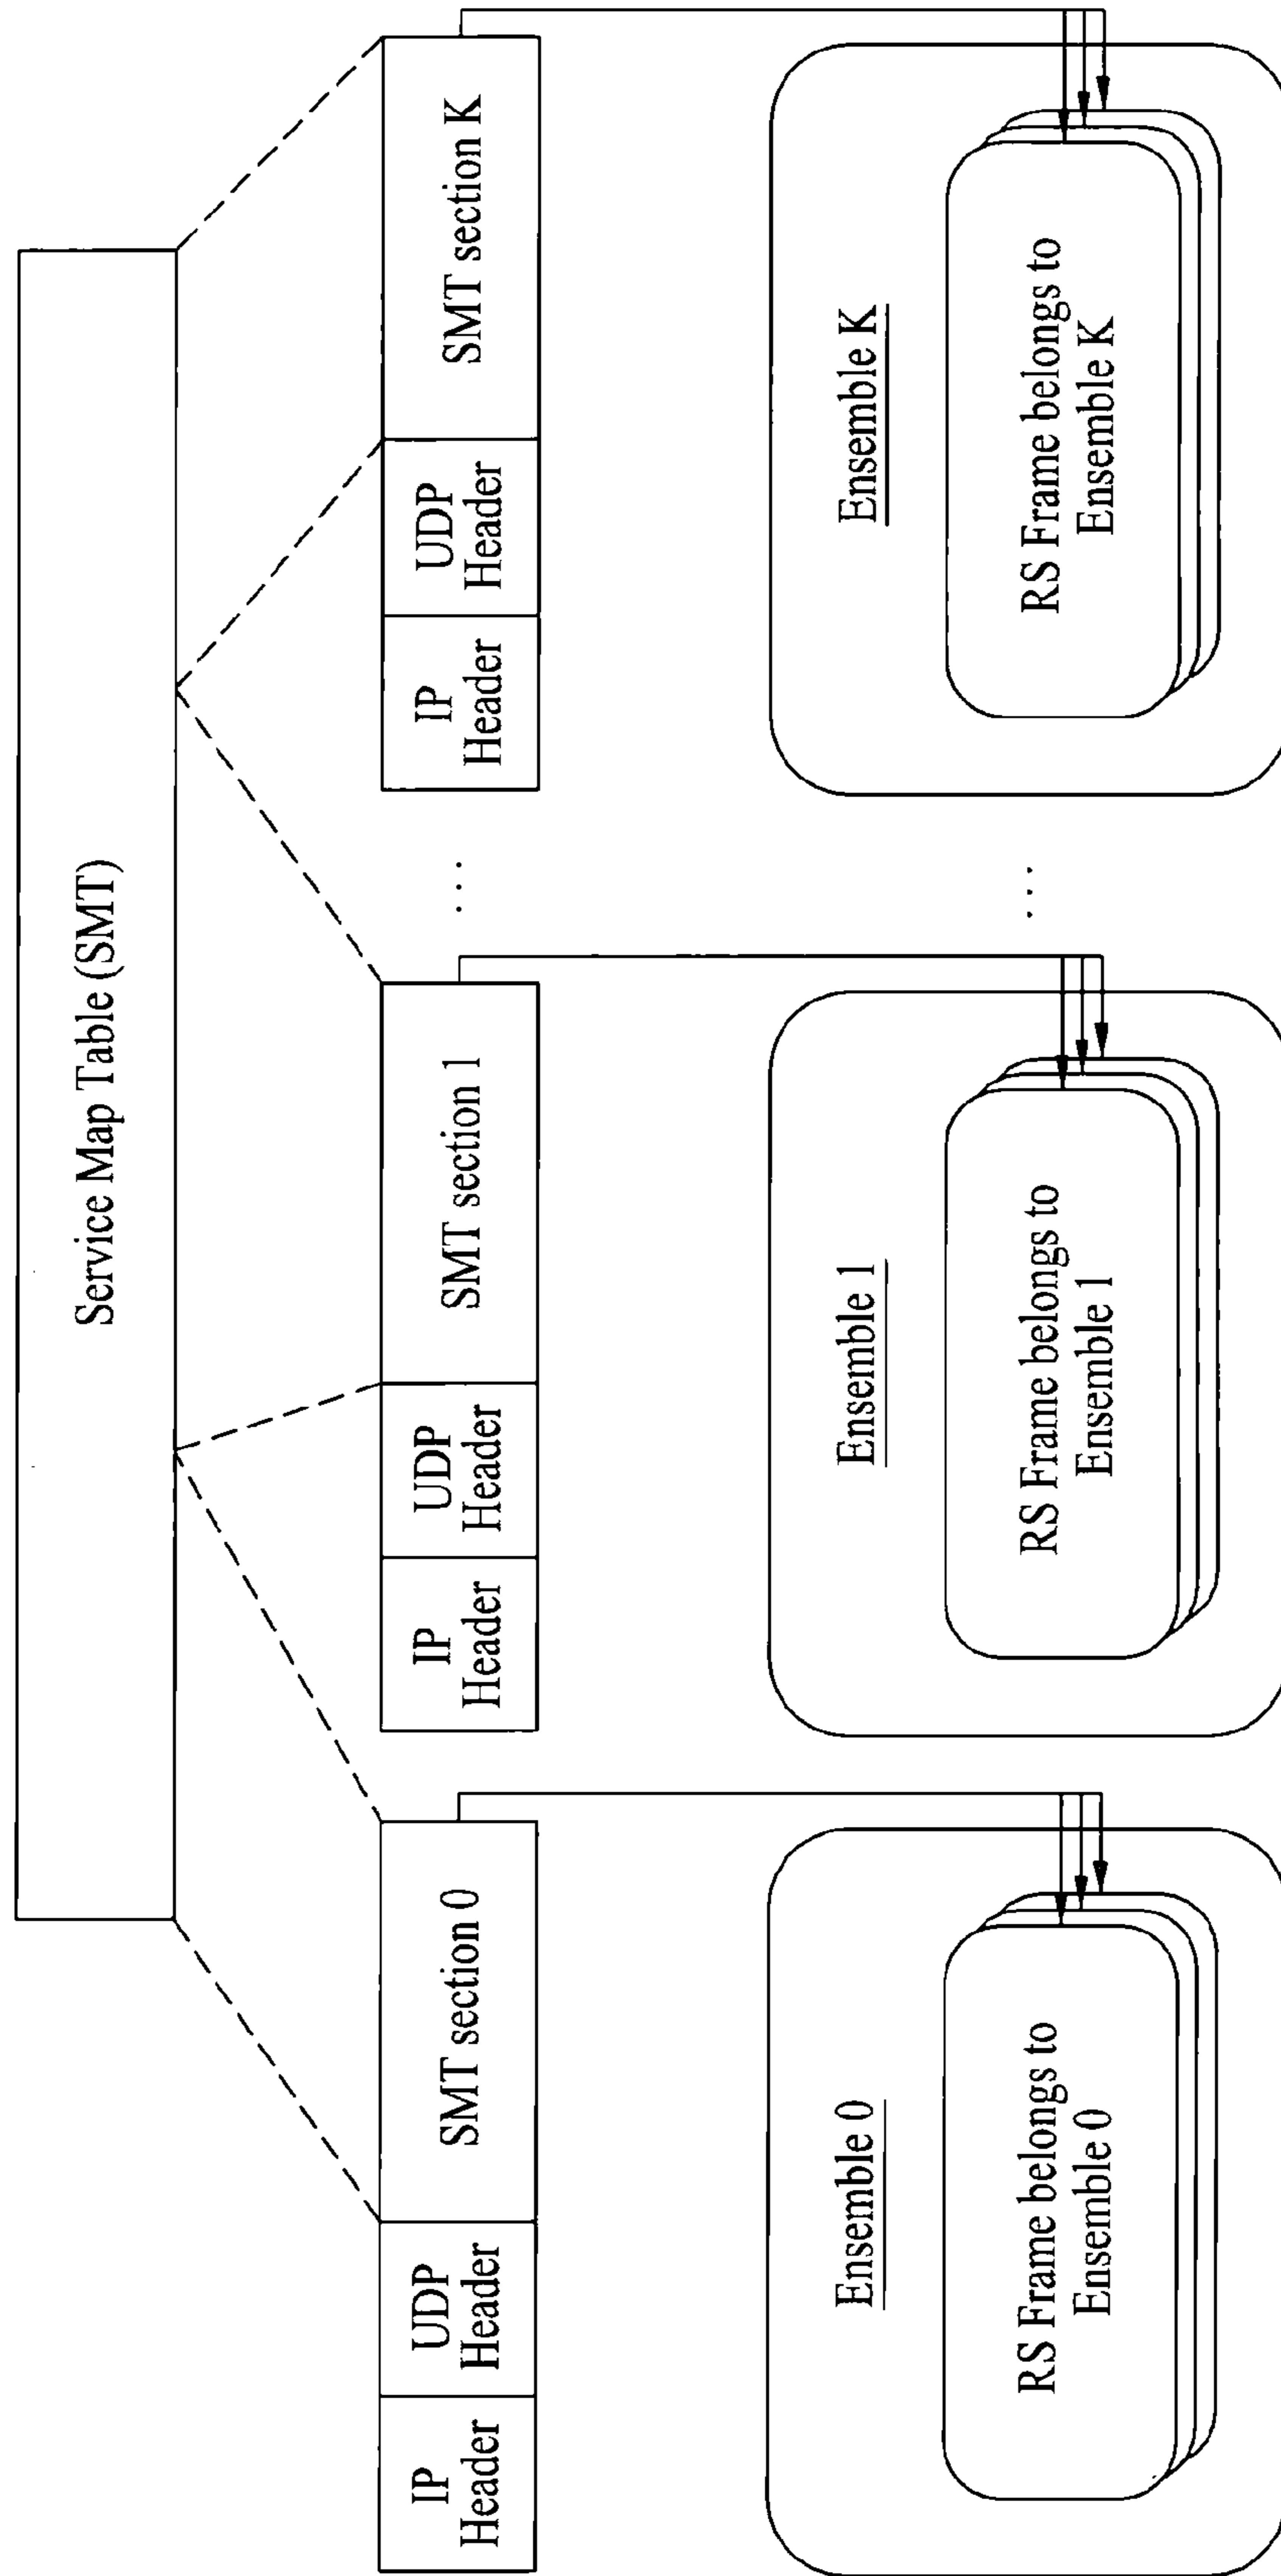 Service Map Table (SMT)
IP
Header
UDP
Header
SMT section 0
IP
Header
UDP
Header
SMT section 1
...
IP
Header
UDP
Header
SMT section K
Ensemble 0
RS Frame belongs to
Ensemble 0
Ensemble 1
RS Frame belongs to
Ensemble 1
...
Ensemble K
RS Frame belongs to
Ensemble K